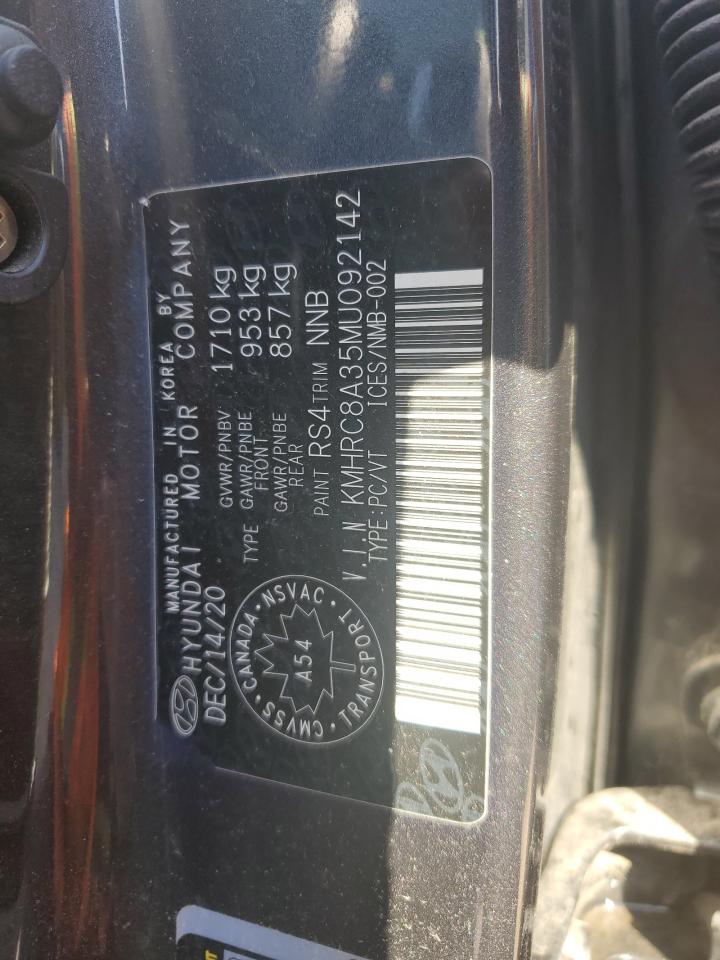 MANUFACTURED IN KOREA BY
HYUNDAI MOTOR COMPANY
DEC/14/20 GVWR/PNBV 1710 kg
TYPE GAWR/PNBE FRONT 953 kg
GAWR/PNBE REAR 857 kg
PAINT RS4 TRIM NNB
V.I.N KMHRC8A35MU092142
TYPE:PC/VT ICES/NMB-002
CANADA · NSVAC · TRANSPORT · CMVSS
A54